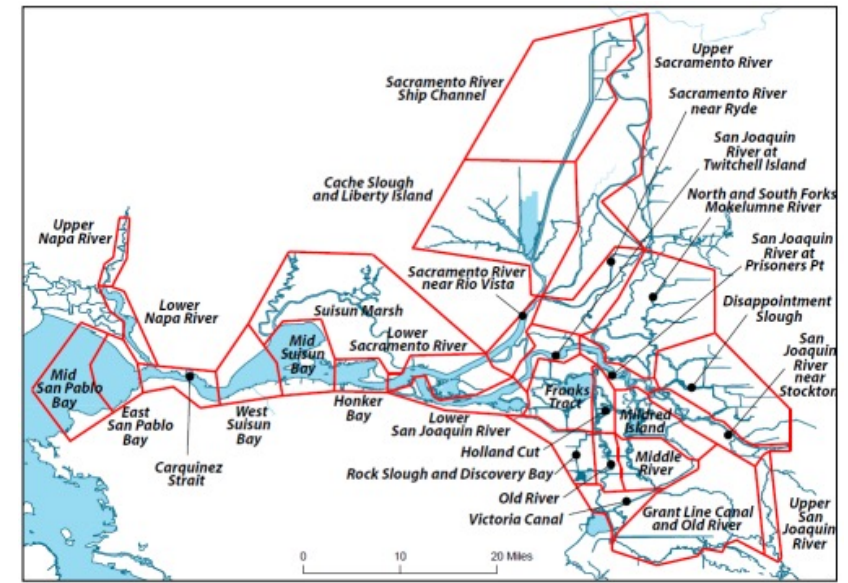 Upper
Sacramento River
Sacramento River
Ship Channel
Sacramento River
near Ryde
San Joaquin
River at
Twitchell Island
Cache Slough
and Liberty Island
North and South Forks
Mokelumne River
Upper
Napa River
San Joaquin
River at
Prisoners Pt
Sacramento River
near Rio Vista
Lower
Napa River
Suisun Marsh
Disappointment
Slough
Lower
Sacramento River
Mid
Suisun
Bay
San
Joaquin
River
near
Stockton
Mid
San Pablo
Bay
Franks
Tract
East
San Pablo
Bay
West
Suisun
Bay
Honker
Bay
Lower
San Joaquin River
Mildred
Island
Carquinez
Strait
Holland Cut
Middle
River
Rock Slough and Discovery Bay
Old River
Victoria Canal
Grant Line Canal
and Old River
Upper
San
Joaquin
River
0 10 20 Miles